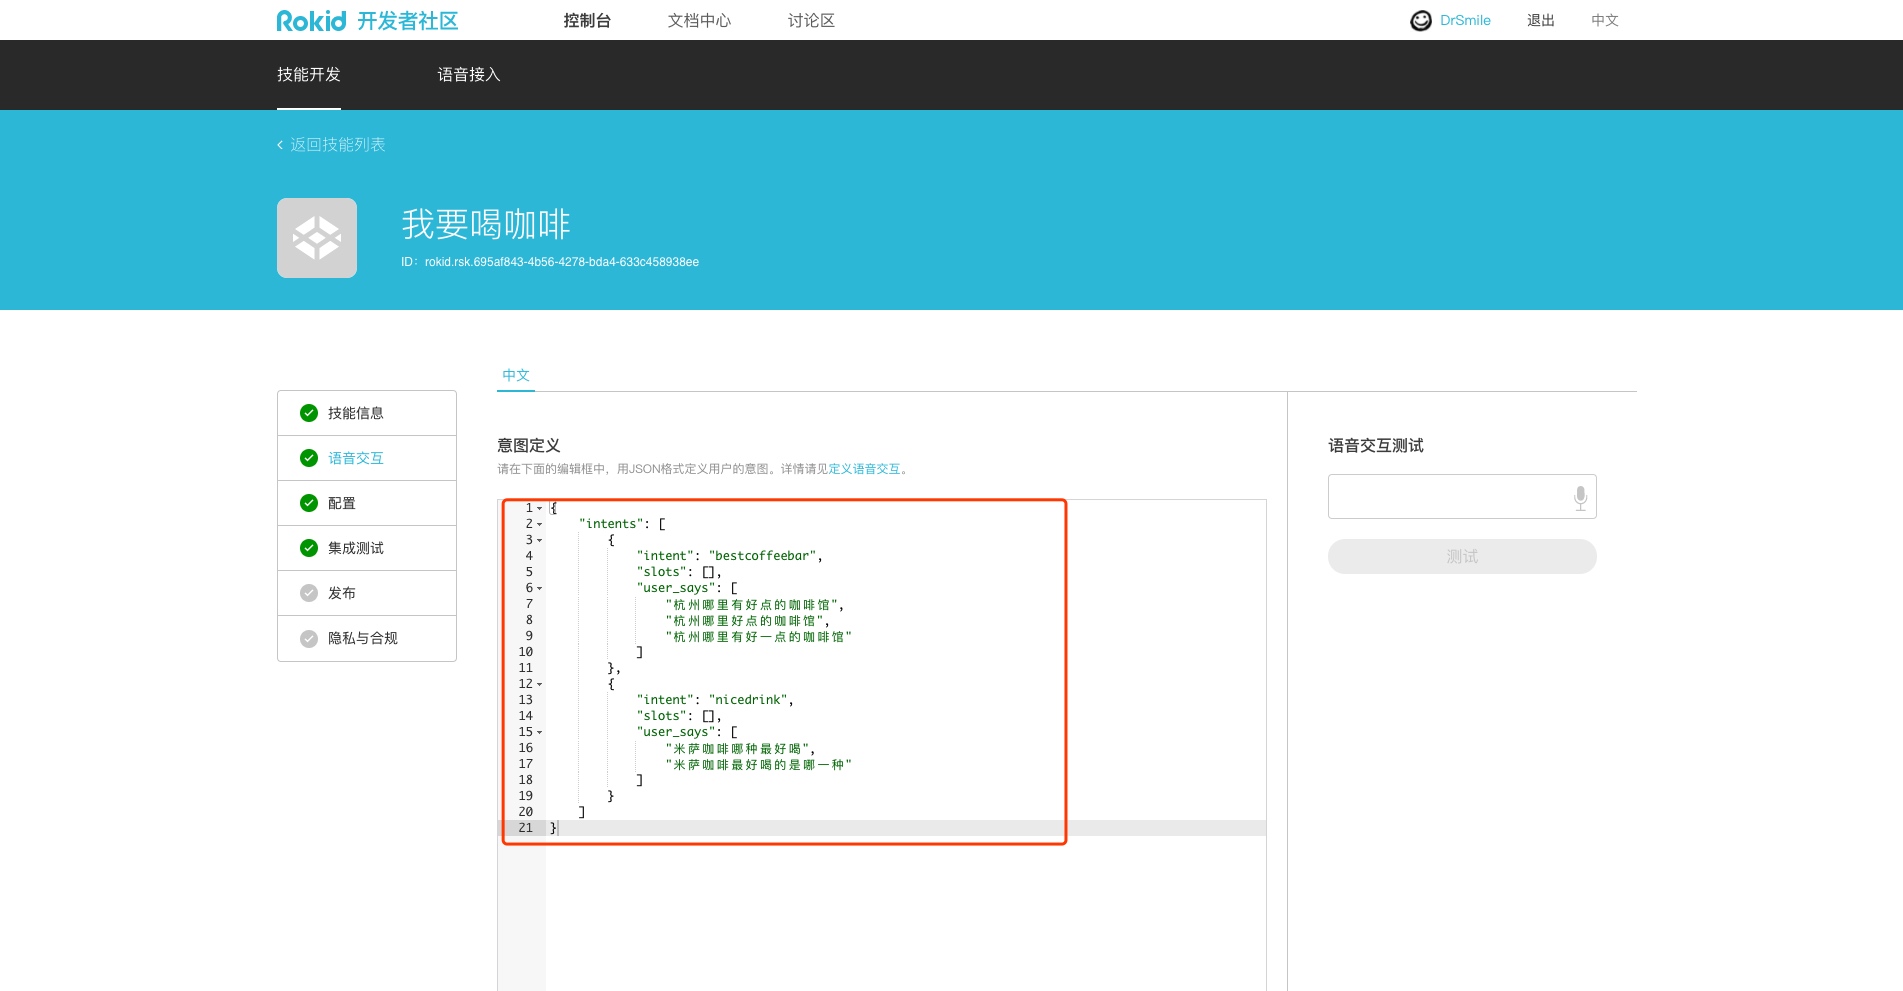 Rokid 开发者社区 控制台 文档中心 讨论区 DrSmile 退出 中文
技能开发 语音接入
返回技能列表
我要喝咖啡
ID：rokid.rsk.695af843-4b56-4278-bda4-633c458938ee
中文
技能信息
语音交互
配置
集成测试
发布
隐私与合规
意图定义
请在下面的编辑框中，用JSON格式定义用户的意图。详情请见定义语音交互。
1 {
2 "intents": [
3 {
4 "intent": "bestcoffeebar",
5 "slots": [],
6 "user_says": [
7 "杭州哪里有好点的咖啡馆",
8 "杭州哪里好点的咖啡馆",
9 "杭州哪里有好一点的咖啡馆"
10 ]
11 },
12 {
13 "intent": "nicedrink",
14 "slots": [],
15 "user_says": [
16 "米萨咖啡哪种最好喝",
17 "米萨咖啡最好喝的是哪一种"
18 ]
19 }
20 ]
21 }
语音交互测试
测试